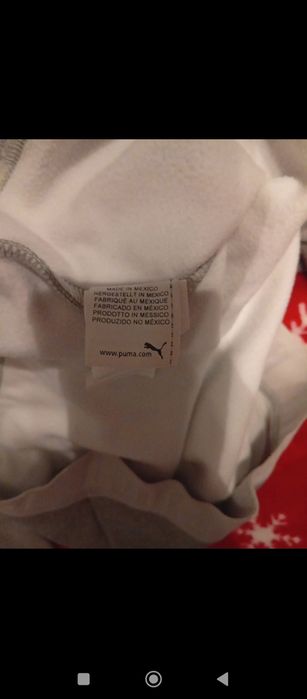 MADE IN MEXICO
HERGESTELLT IN MEXICO
FABRIQUÉ AU MEXIQUE
FABRICADO EN MÉXICO
PRODOTTO IN MESSICO
PRODUZIDO NO MÉXICO
www.puma.com